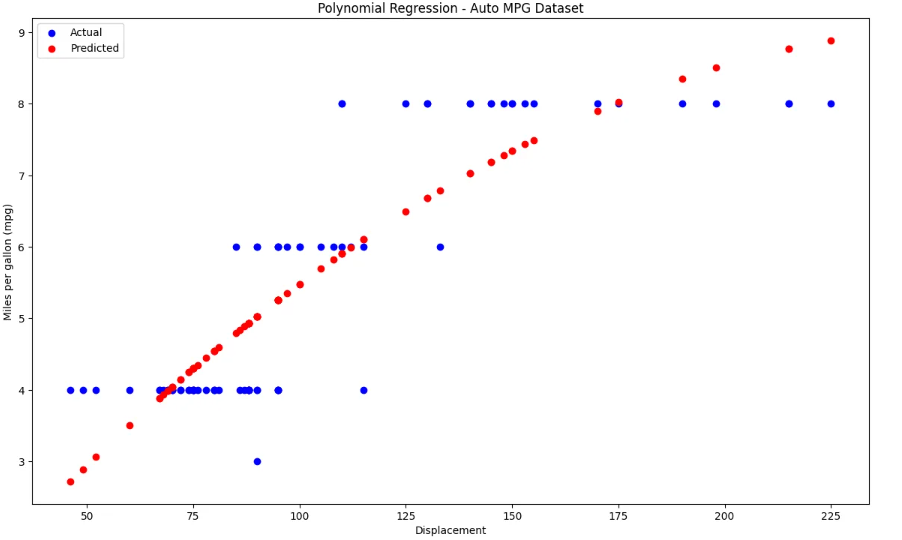 Polynomial Regression - Auto MPG Dataset
Actual
Predicted
Miles per gallon (mpg)
9
8
7
6
5
4
3
50 75 100 125 150 175 200 225
Displacement